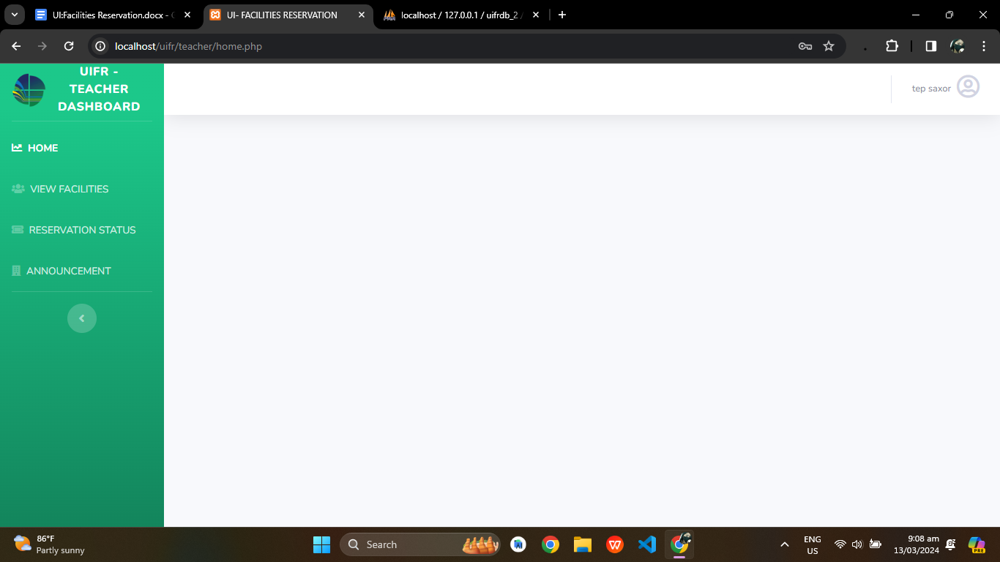 UI:Facilities Reservation.docx - G
UI- FACILITIES RESERVATION
localhost / 127.0.0.1 / uifrdb_2 /
localhost/uifr/teacher/home.php
UIFR -
TEACHER
DASHBOARD
tep saxor
HOME
VIEW FACILITIES
RESERVATION STATUS
ANNOUNCEMENT
86°F
Partly sunny
Search
ENG
US
9:08 am
13/03/2024
PRE